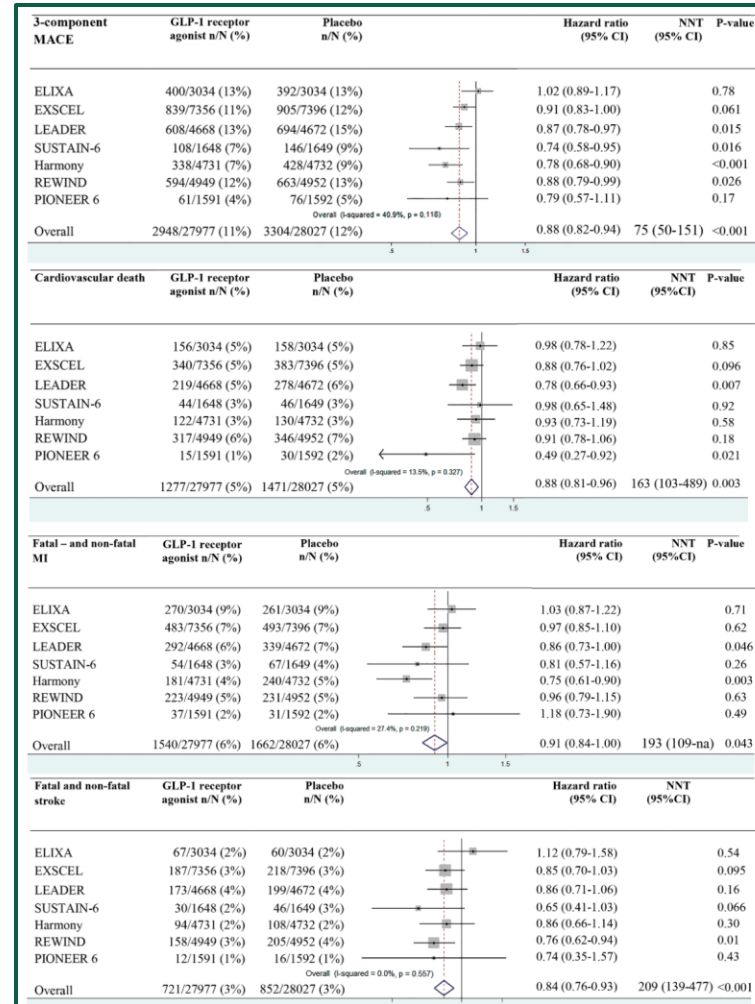 3-component MACE GLP-1 receptor agonist n/N (%) Placebo n/N (%) Hazard ratio (95% CI) NNT (95% CI) P-value
ELIXA 400/3034 (13%) 392/3034 (13%) 1.02 (0.89-1.17) 0.78
EXSCEL 839/7356 (11%) 905/7396 (12%) 0.91 (0.83-1.00) 0.061
LEADER 608/4668 (13%) 694/4672 (15%) 0.87 (0.78-0.97) 0.015
SUSTAIN-6 108/1648 (7%) 146/1649 (9%) 0.74 (0.58-0.95) 0.016
Harmony 338/4731 (7%) 428/4732 (9%) 0.78 (0.68-0.90) <0.001
REWIND 594/4949 (12%) 663/4952 (13%) 0.88 (0.79-0.99) 0.026
PIONEER 6 61/1591 (4%) 76/1592 (5%) 0.79 (0.57-1.11) 0.17
Overall (I-squared = 40.9%, p = 0.118)
Overall 2948/27977 (11%) 3304/28027 (12%) 0.88 (0.82-0.94) 75 (50-151) <0.001
.5 1 1.5
Cardiovascular death GLP-1 receptor agonist n/N (%) Placebo n/N (%) Hazard ratio (95% CI) NNT (95%CI) P-value
ELIXA 156/3034 (5%) 158/3034 (5%) 0.98 (0.78-1.22) 0.85
EXSCEL 340/7356 (5%) 383/7396 (5%) 0.88 (0.76-1.02) 0.096
LEADER 219/4668 (5%) 278/4672 (6%) 0.78 (0.66-0.93) 0.007
SUSTAIN-6 44/1648 (3%) 46/1649 (3%) 0.98 (0.65-1.48) 0.92
Harmony 122/4731 (3%) 130/4732 (3%) 0.93 (0.73-1.19) 0.58
REWIND 317/4949 (6%) 346/4952 (7%) 0.91 (0.78-1.06) 0.18
PIONEER 6 15/1591 (1%) 30/1592 (2%) 0.49 (0.27-0.92) 0.021
Overall (I-squared = 13.5%, p = 0.327)
Overall 1277/27977 (5%) 1471/28027 (5%) 0.88 (0.81-0.96) 163 (103-489) 0.003
.5 1 1.5
Fatal – and non-fatal MI GLP-1 receptor agonist n/N (%) Placebo n/N (%) Hazard ratio (95% CI) NNT (95%CI) P-value
ELIXA 270/3034 (9%) 261/3034 (9%) 1.03 (0.87-1.22) 0.71
EXSCEL 483/7356 (7%) 493/7396 (7%) 0.97 (0.85-1.10) 0.62
LEADER 292/4668 (6%) 339/4672 (7%) 0.86 (0.73-1.00) 0.046
SUSTAIN-6 54/1648 (3%) 67/1649 (4%) 0.81 (0.57-1.16) 0.26
Harmony 181/4731 (4%) 240/4732 (5%) 0.75 (0.61-0.90) 0.003
REWIND 223/4949 (5%) 231/4952 (5%) 0.96 (0.79-1.15) 0.63
PIONEER 6 37/1591 (2%) 31/1592 (2%) 1.18 (0.73-1.90) 0.49
Overall (I-squared = 27.4%, p = 0.219)
Overall 1540/27977 (6%) 1662/28027 (6%) 0.91 (0.84-1.00) 193 (109-na) 0.043
.5 1 1.5
Fatal and non-fatal stroke GLP-1 receptor agonist n/N (%) Placebo n/N (%) Hazard ratio (95% CI) NNT (95%CI) P-value
ELIXA 67/3034 (2%) 60/3034 (2%) 1.12 (0.79-1.58) 0.54
EXSCEL 187/7356 (3%) 218/7396 (3%) 0.85 (0.70-1.03) 0.095
LEADER 173/4668 (4%) 199/4672 (4%) 0.86 (0.71-1.06) 0.16
SUSTAIN-6 30/1648 (2%) 46/1649 (3%) 0.65 (0.41-1.03) 0.066
Harmony 94/4731 (2%) 108/4732 (2%) 0.86 (0.66-1.14) 0.30
REWIND 158/4949 (3%) 205/4952 (4%) 0.76 (0.62-0.94) 0.01
PIONEER 6 12/1591 (1%) 16/1592 (1%) 0.74 (0.35-1.57) 0.43
Overall (I-squared = 0.0%, p = 0.557)
Overall 721/27977 (3%) 852/28027 (3%) 0.84 (0.76-0.93) 209 (139-477) <0.001